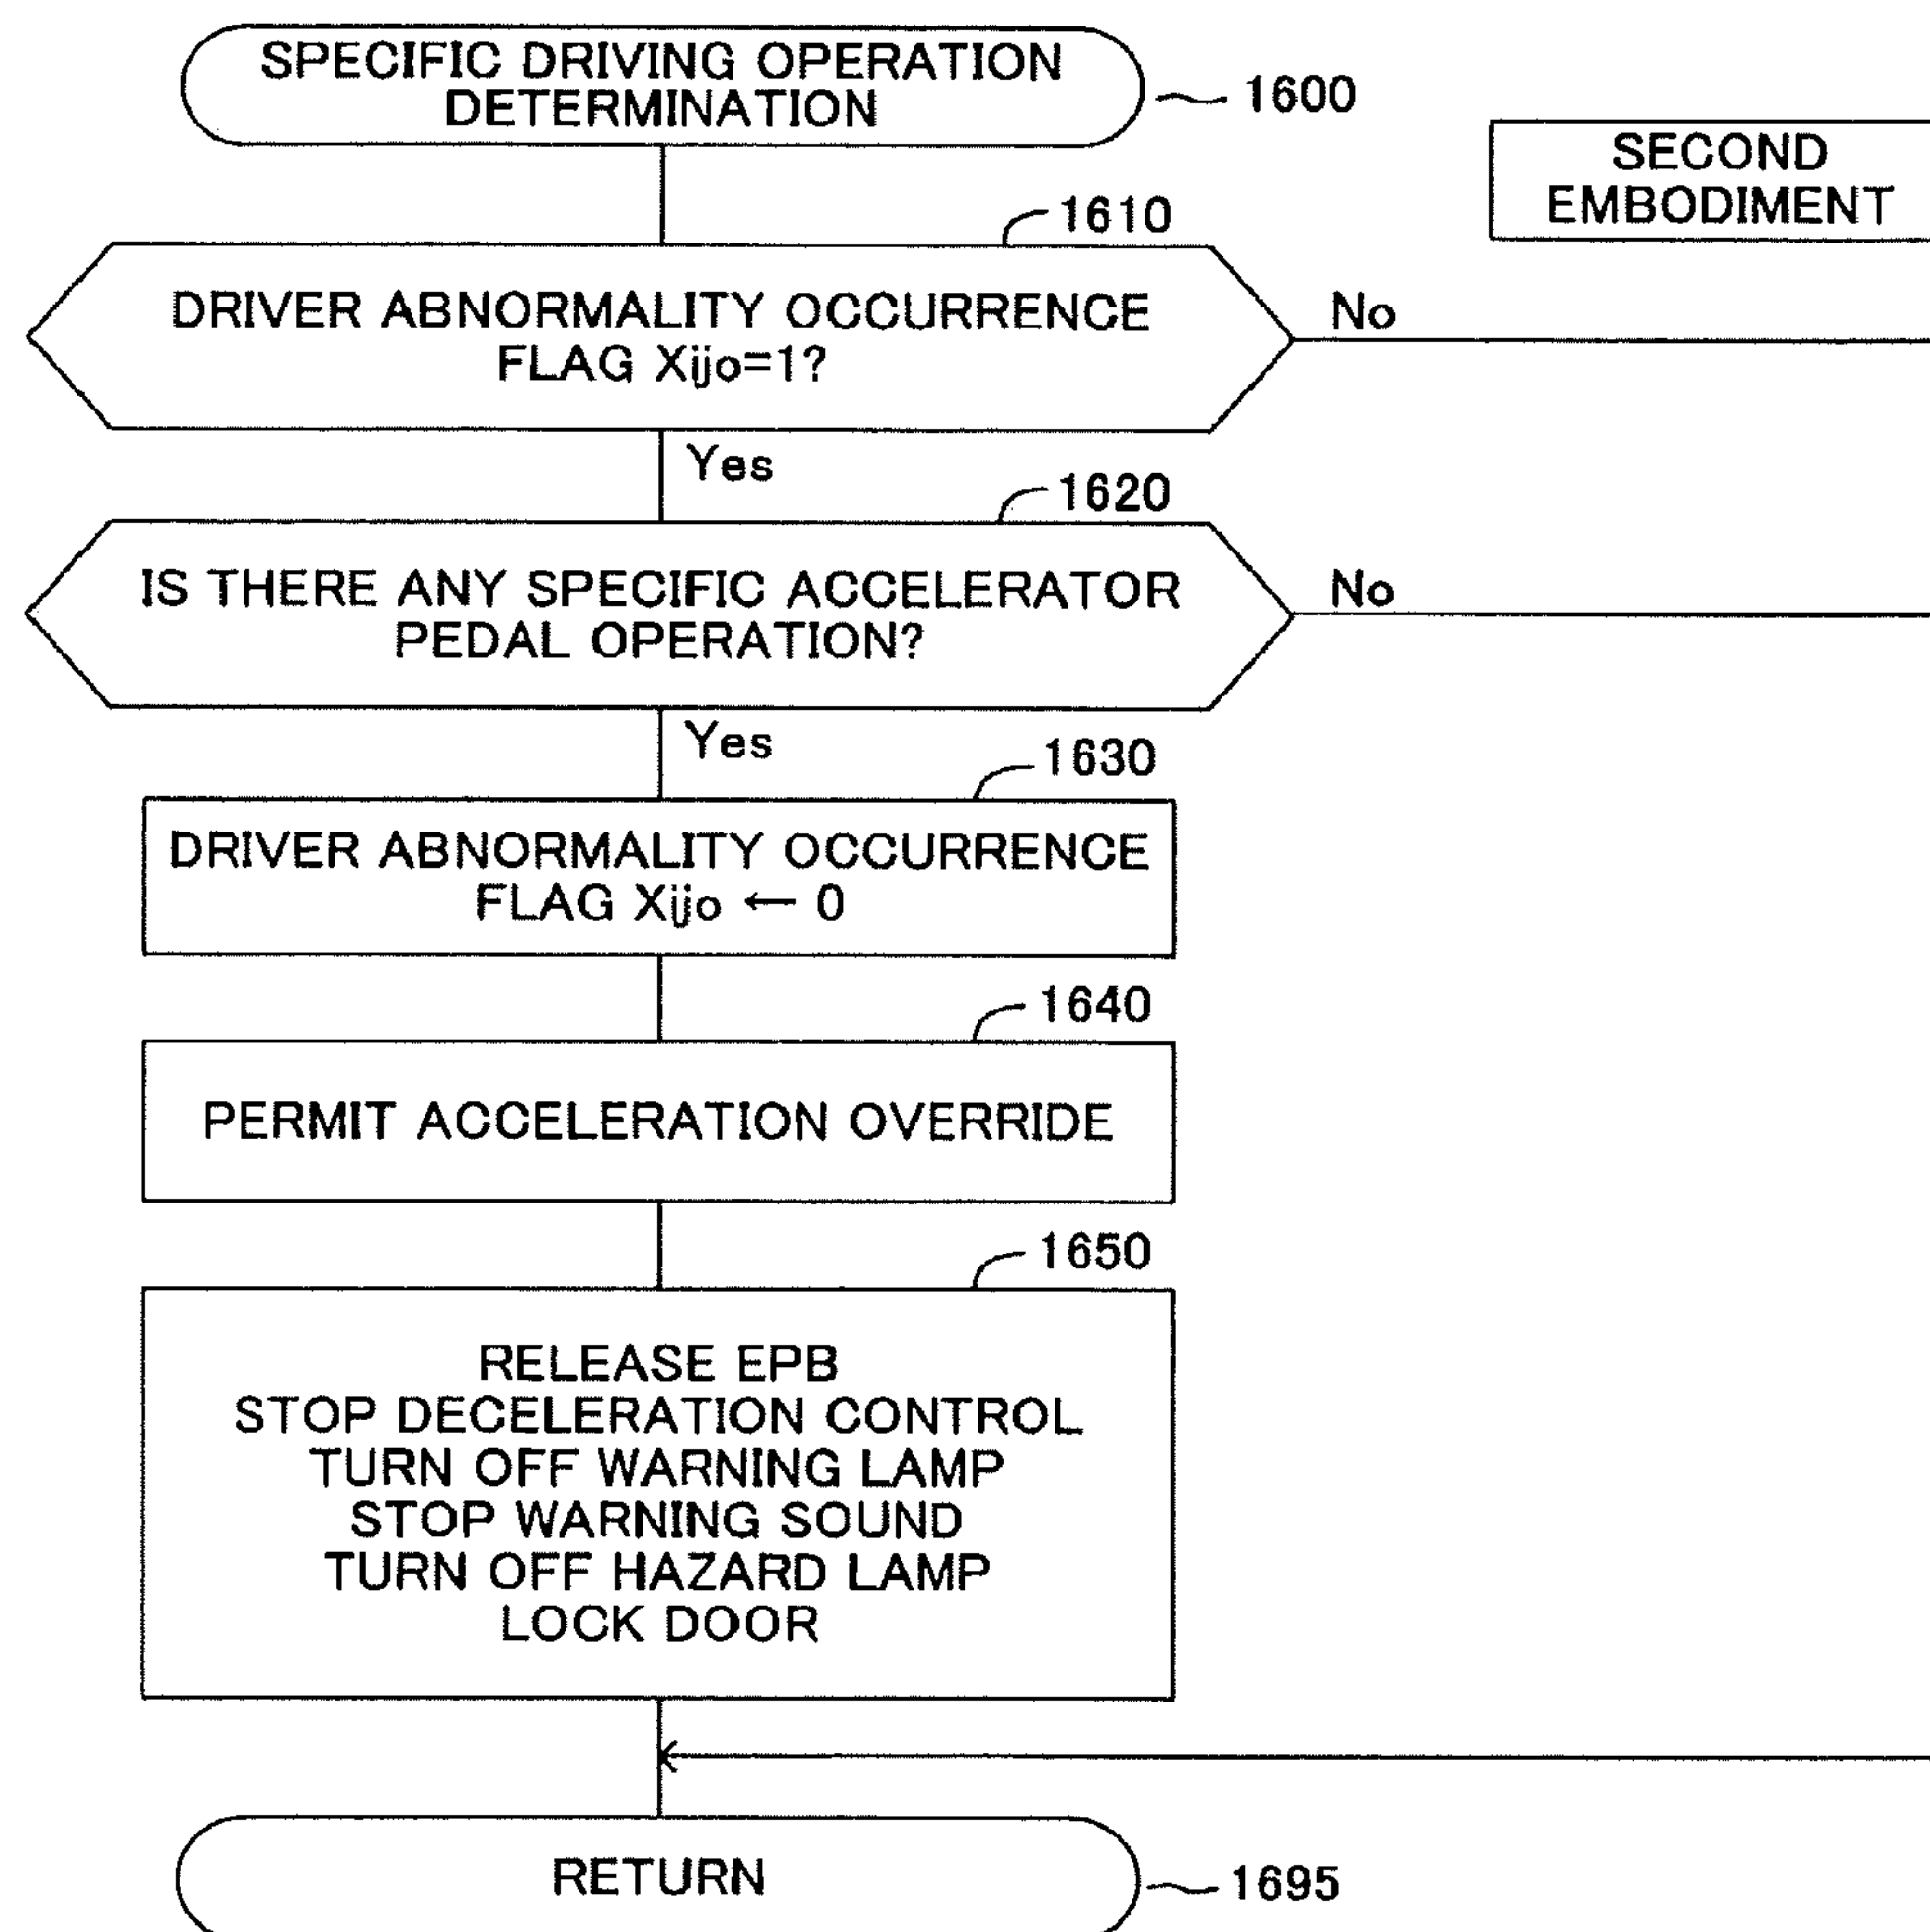 SPECIFIC DRIVING OPERATION
DETERMINATION
1600
SECOND
EMBODIMENT
1610
DRIVER ABNORMALITY OCCURRENCE
FLAG Xijo=1?
No
Yes
1620
IS THERE ANY SPECIFIC ACCELERATOR
PEDAL OPERATION?
No
Yes
1630
DRIVER ABNORMALITY OCCURRENCE
FLAG Xijo ← 0
1640
PERMIT ACCELERATION OVERRIDE
1650
RELEASE EPB
STOP DECELERATION CONTROL
TURN OFF WARNING LAMP
STOP WARNING SOUND
TURN OFF HAZARD LAMP
LOCK DOOR
RETURN
1695